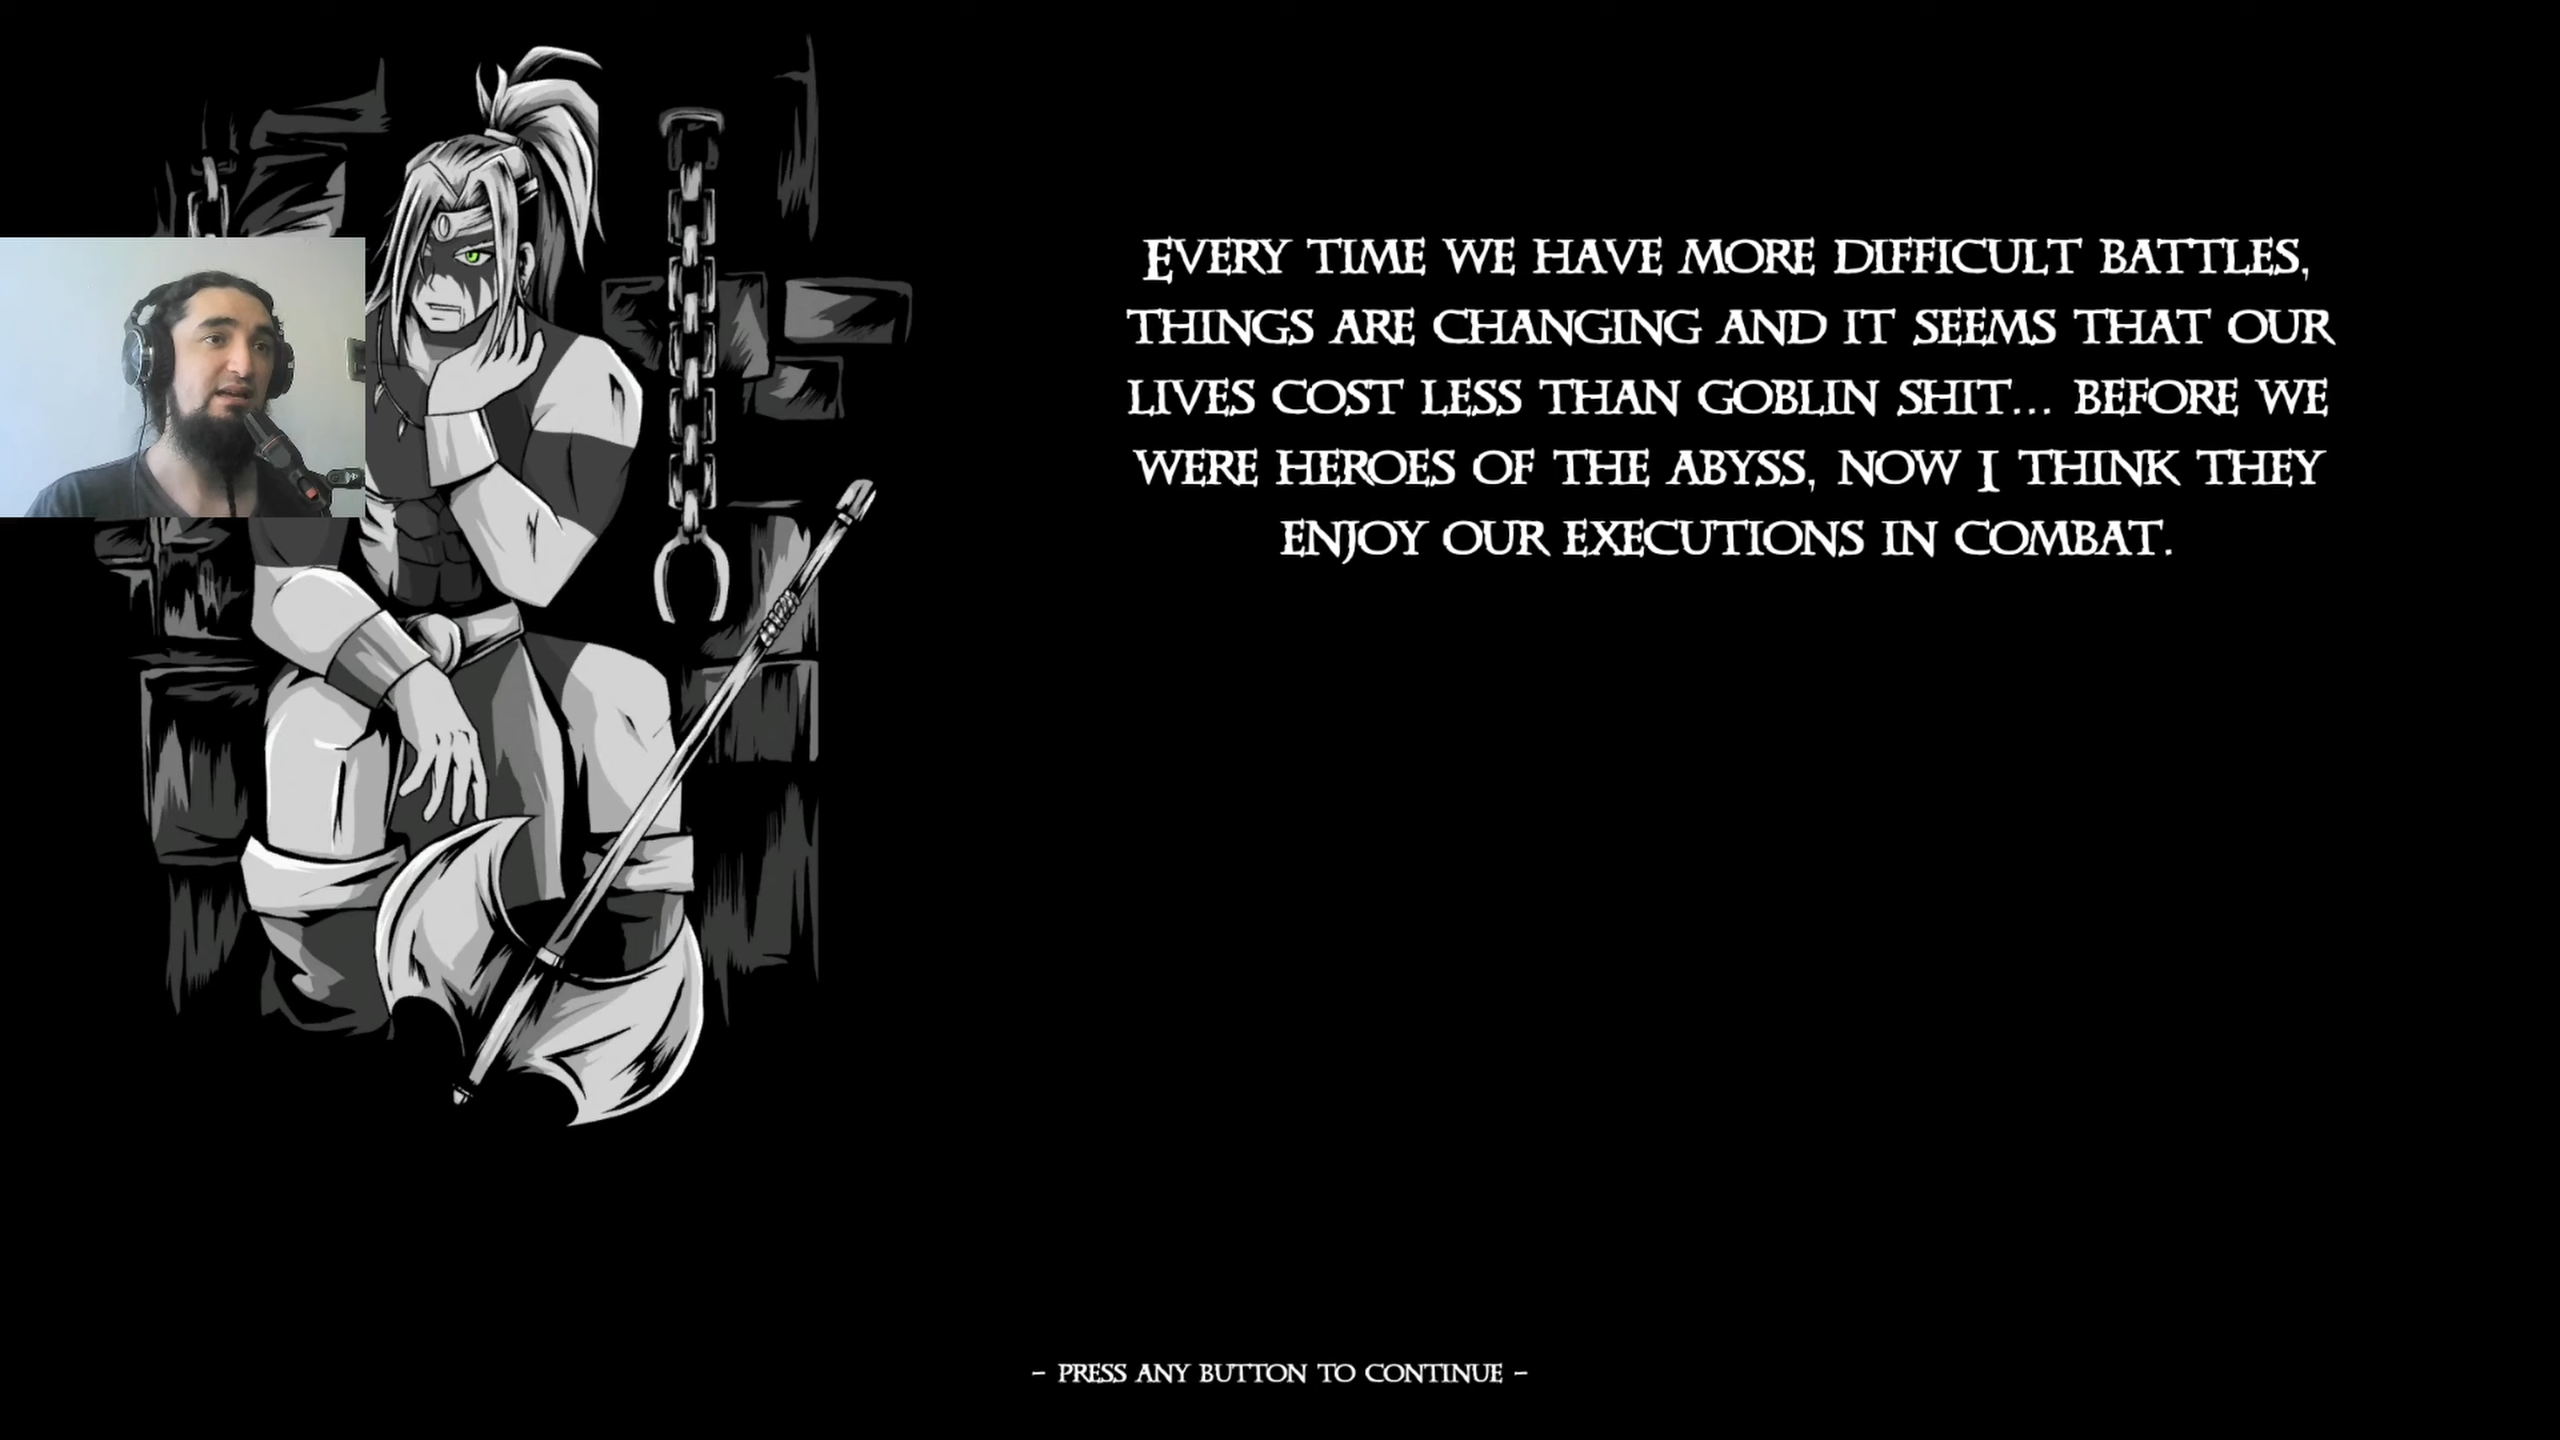 Every time we have more difficult battles,
things are changing and it seems that our
lives cost less than goblin shit... before we
were heroes of the abyss, now I think they
enjoy our executions in combat.
- press any button to continue -